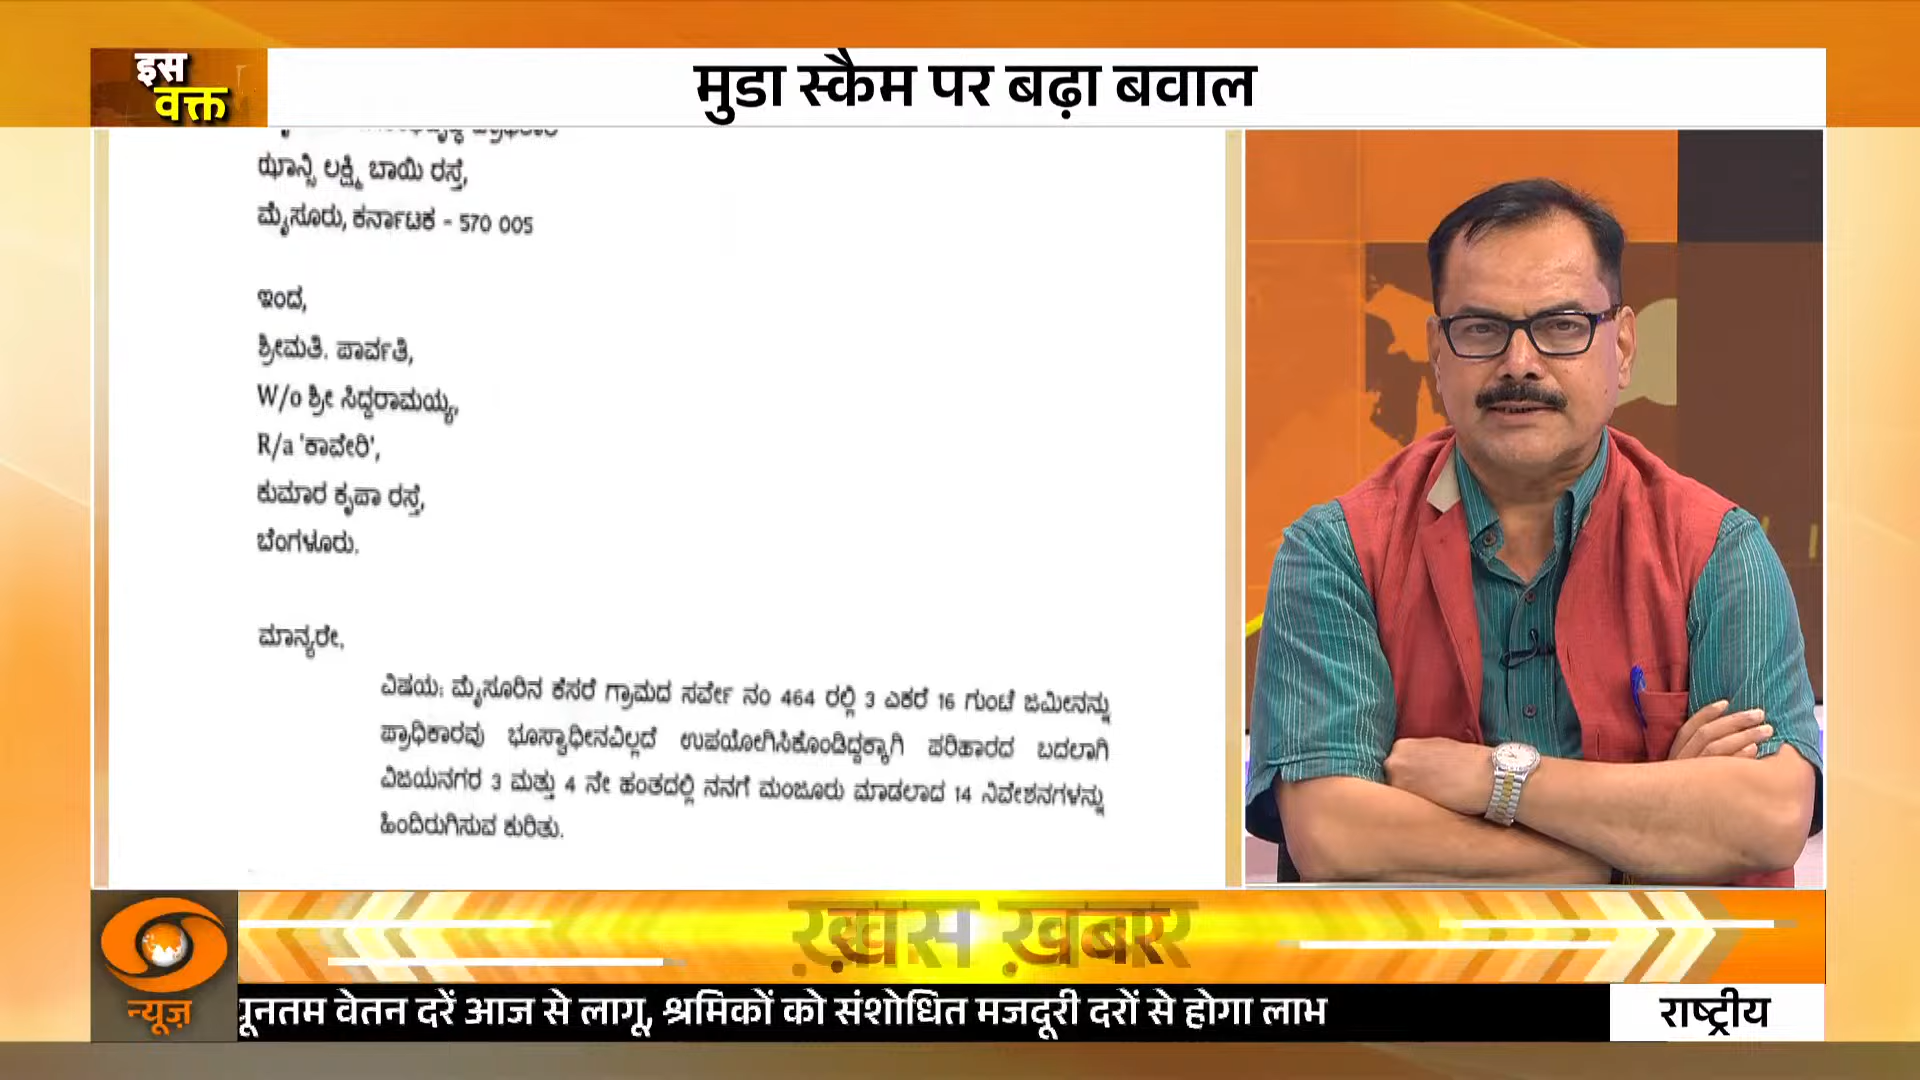 इस
वक्त
मुडा स्कैम पर बढ़ा बवाल
ಝಾನ್ಸಿ ಲಕ್ಷ್ಮಿ ಬಾಯಿ ರಸ್ತೆ,
ಮೈಸೂರು, ಕರ್ನಾಟಕ - 570 005
ಇಂದ,
ಶ್ರೀಮತಿ. ಪಾರ್ವತಿ,
W/o ಶ್ರೀ ಸಿದ್ದರಾಮಯ್ಯ,
R/a 'ಕಾವೇರಿ',
ಕುಮಾರ ಕೃಪಾ ರಸ್ತೆ,
ಬೆಂಗಳೂರು.
ಮಾನ್ಯರೇ,
ವಿಷಯ: ಮೈಸೂರಿನ ಕೆಸರೆ ಗ್ರಾಮದ ಸರ್ವೇ ನಂ 464 ರಲ್ಲಿ 3 ಎಕರೆ 16 ಗುಂಟೆ ಜಮೀನನ್ನು
ಪ್ರಾಧಿಕಾರವು ಭೂಸ್ವಾಧೀನವಿಲ್ಲದೆ ಉಪಯೋಗಿಸಿಕೊಂಡಿದ್ದಕ್ಕಾಗಿ ಪರಿಹಾರದ ಬದಲಾಗಿ
ವಿಜಯನಗರ 3 ಮತ್ತು 4 ನೇ ಹಂತದಲ್ಲಿ ನನಗೆ ಮಂಜೂರು ಮಾಡಲಾದ 14 ನಿವೇಶನಗಳನ್ನು
ಹಿಂದಿರುಗಿಸುವ ಕುರಿತು.
ख़ास ख़बर
न्यूज़
वेतन दरें आज से लागू, श्रमिकों को संशोधित मजदूरी दरों से होगा लाभ
राष्ट्रीय